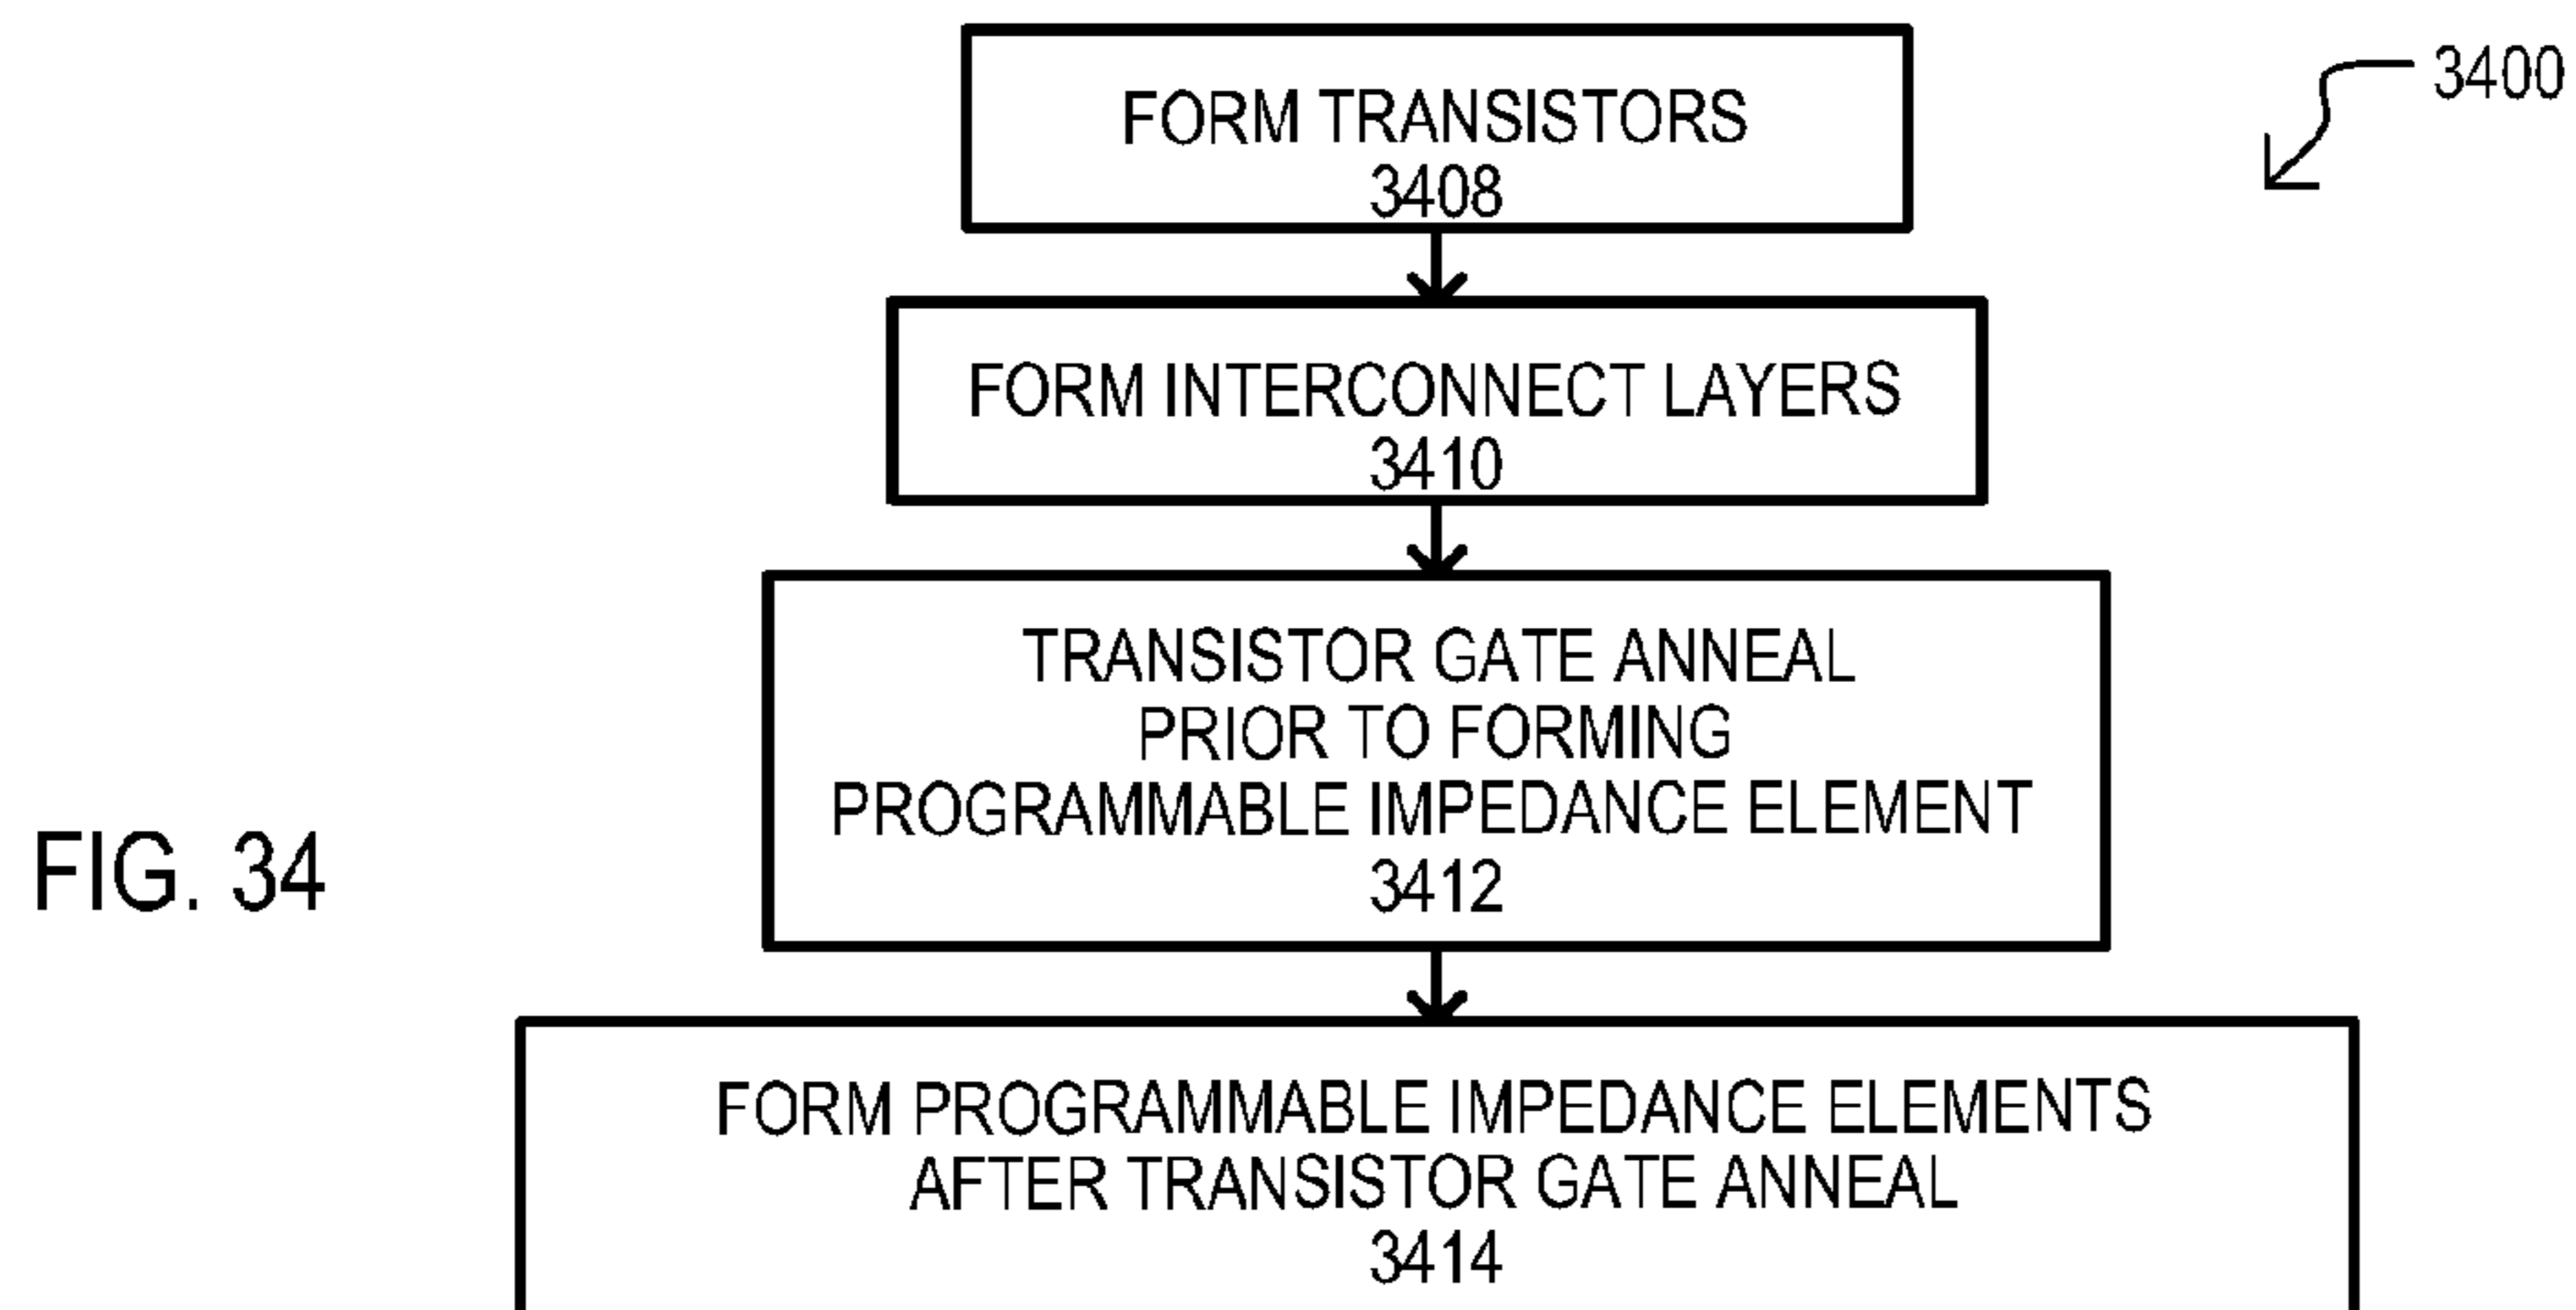 FORM TRANSISTORS
3408
3400
FORM INTERCONNECT LAYERS
3410
TRANSISTOR GATE ANNEAL
PRIOR TO FORMING
PROGRAMMABLE IMPEDANCE ELEMENT
3412
FIG. 34
FORM PROGRAMMABLE IMPEDANCE ELEMENTS
AFTER TRANSISTOR GATE ANNEAL
3414